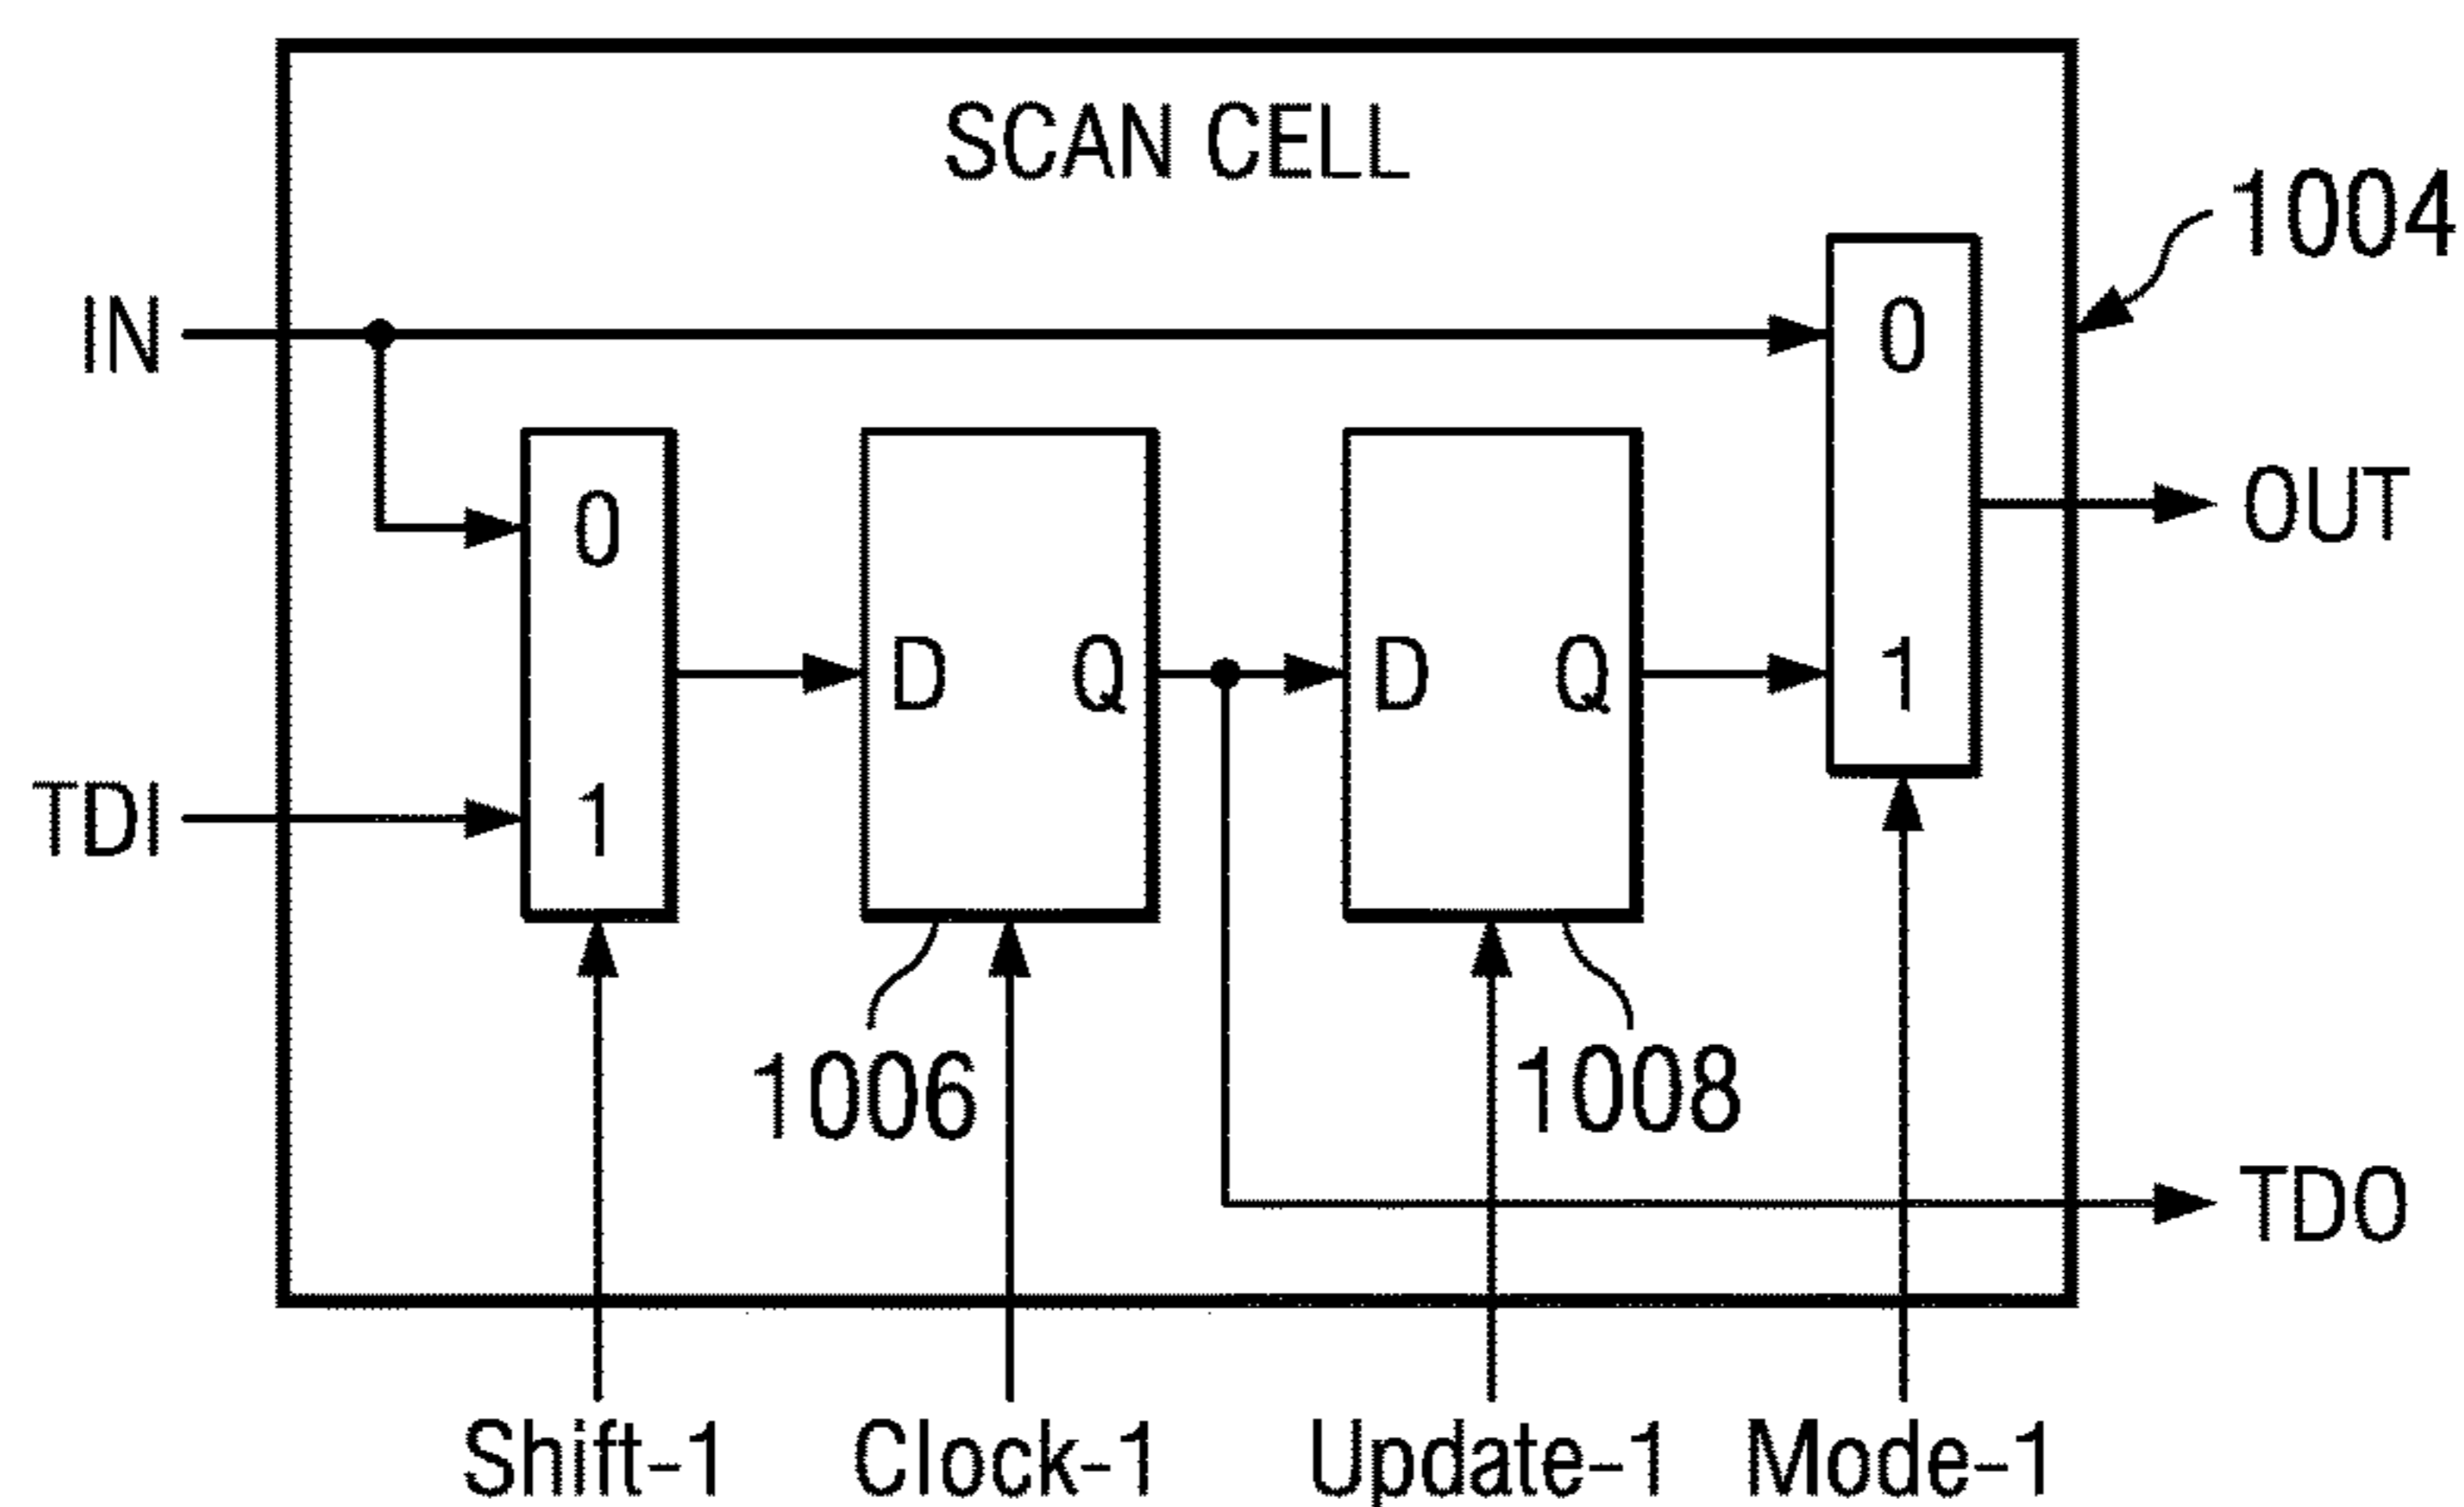 SCAN CELL
1004
IN
0
0
OUT
D Q
D Q
1
TDI
1
1006
1008
TDO
Shift-1 Clock-1 Update-1 Mode-1